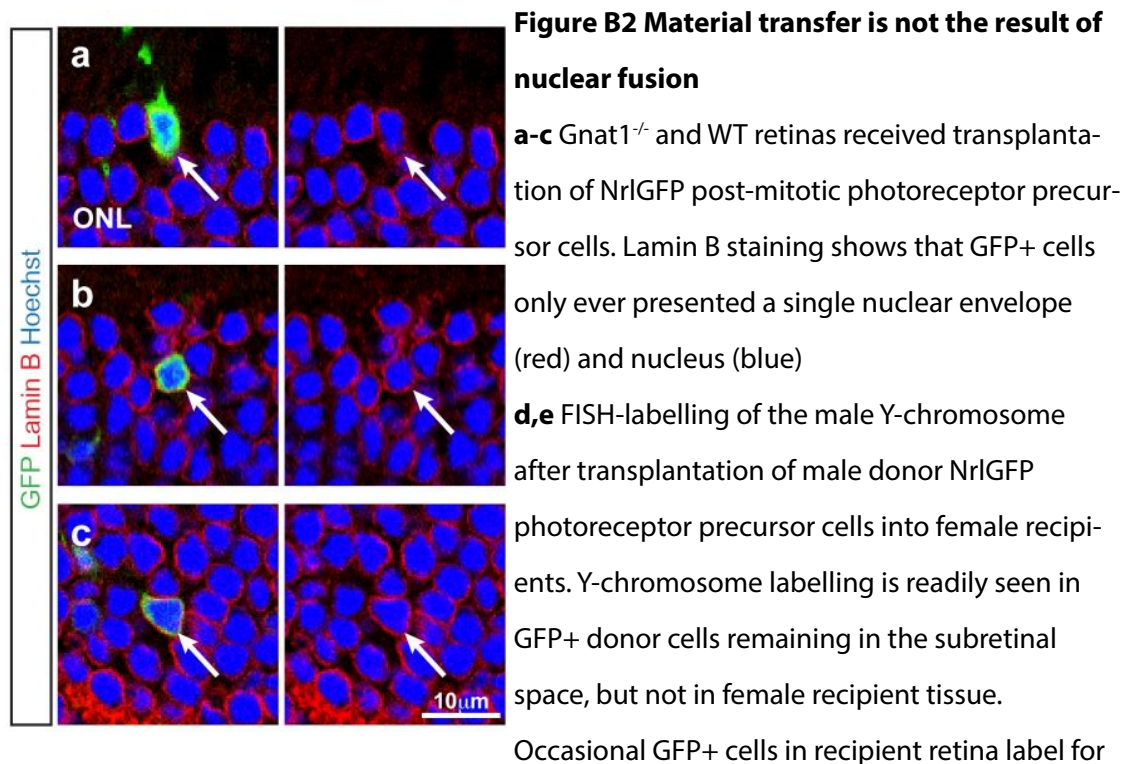 GFP Lamin B Hoechst
a
ONL
b
c
10μm
Figure B2 Material transfer is not the result of
nuclear fusion
a-c Gnat1-/- and WT retinas received transplanta-
tion of NrlGFP post-mitotic photoreceptor precur-
sor cells. Lamin B staining shows that GFP+ cells
only ever presented a single nuclear envelope
(red) and nucleus (blue)
d,e FISH-labelling of the male Y-chromosome
after transplantation of male donor NrlGFP
photoreceptor precursor cells into female recipi-
ents. Y-chromosome labelling is readily seen in
GFP+ donor cells remaining in the subretinal
space, but not in female recipient tissue.
Occasional GFP+ cells in recipient retina label for